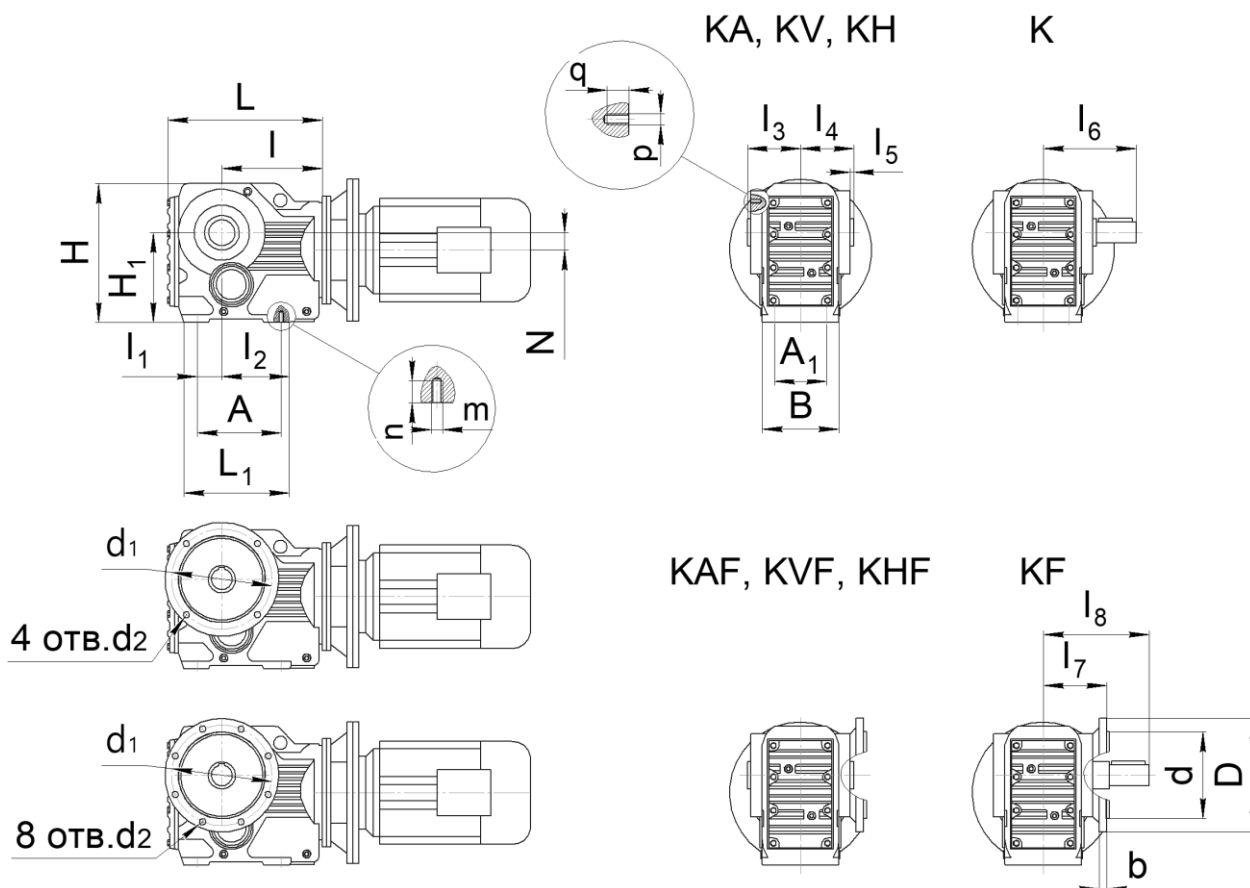 KA, KV, KH
K
q
p
L
l
l₃
l₄
l₅
l₆
H
H₁
N
l₁
l₂
A
L₁
n
m
A₁
B
d₁
4 отв.d₂
KAF, KVF, KHF
KF
l₈
l₇
d
D
d₁
8 отв.d₂
b